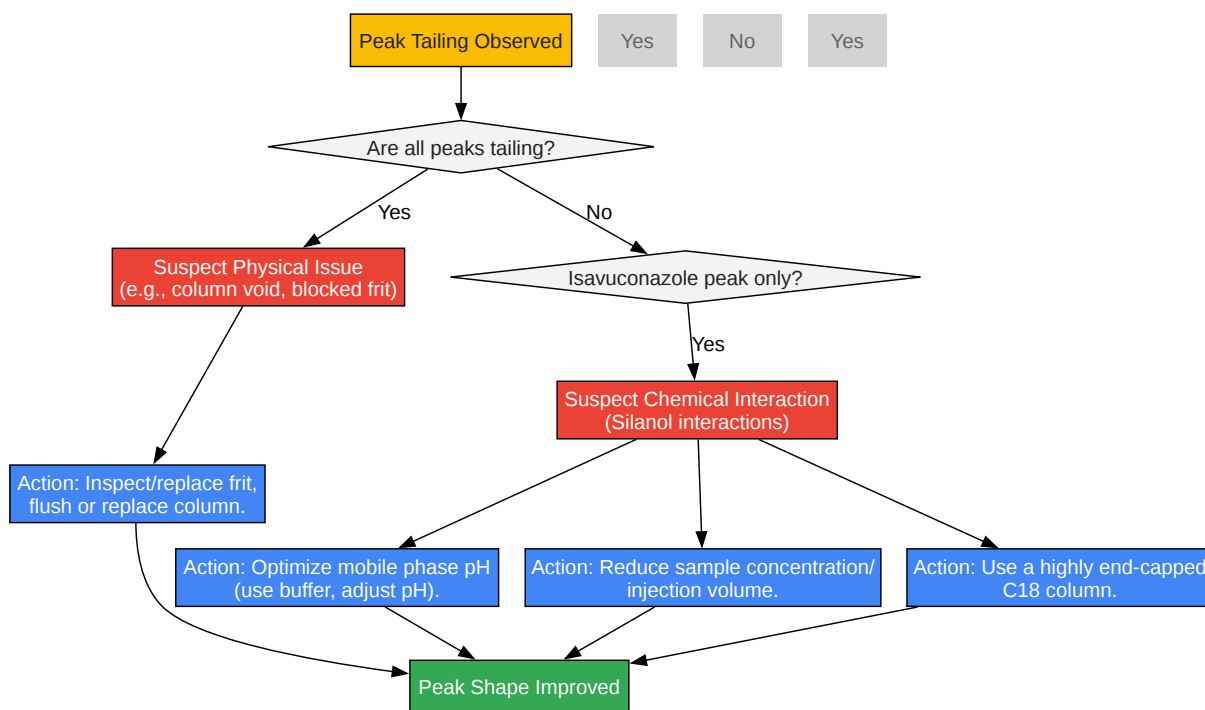 Peak Tailing Observed
Yes
No
Yes
Are all peaks tailing?
Yes
No
Suspect Physical Issue
(e.g., column void, blocked frit)
Isavuconazole peak only?
Yes
Suspect Chemical Interaction
(Silanol interactions)
Action: Inspect/replace frit,
flush or replace column.
Action: Optimize mobile phase pH
(use buffer, adjust pH).
Action: Reduce sample concentration/
injection volume.
Action: Use a highly end-capped
C18 column.
Peak Shape Improved